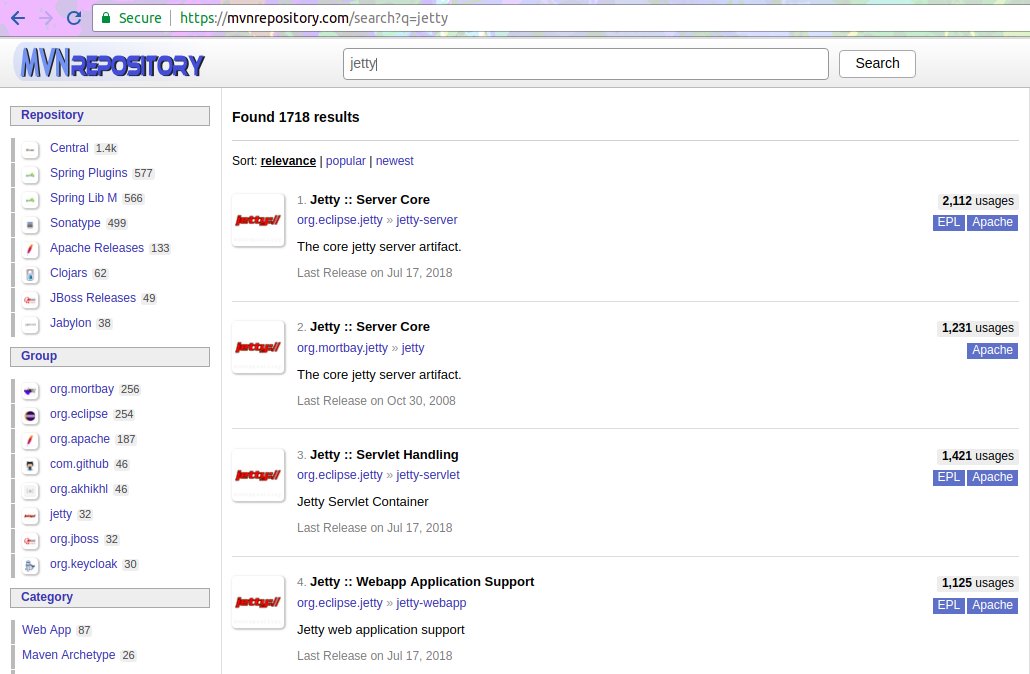 Secure
https://mvnrepository.com/search?q=jetty
MVNREPOSITORY
jetty
Search
Repository
Central 1.4k
Spring Plugins 577
Spring Lib M 566
Sonatype 499
Apache Releases 133
Clojars 62
JBoss Releases 49
Jabylon 38
Group
org.mortbay 256
org.eclipse 254
org.apache 187
com.github 46
org.akhikhl 46
jetty 32
org.jboss 32
org.keycloak 30
Category
Web App 87
Maven Archetype 26
Found 1718 results
Sort: relevance | popular | newest
jetty://
1. Jetty :: Server Core
2,112 usages
org.eclipse.jetty » jetty-server
EPL Apache
The core jetty server artifact.
Last Release on Jul 17, 2018
jetty://
2. Jetty :: Server Core
1,231 usages
org.mortbay.jetty » jetty
Apache
The core jetty server artifact.
Last Release on Oct 30, 2008
jetty://
3. Jetty :: Servlet Handling
1,421 usages
org.eclipse.jetty » jetty-servlet
EPL Apache
Jetty Servlet Container
Last Release on Jul 17, 2018
jetty://
4. Jetty :: Webapp Application Support
1,125 usages
org.eclipse.jetty » jetty-webapp
EPL Apache
Jetty web application support
Last Release on Jul 17, 2018